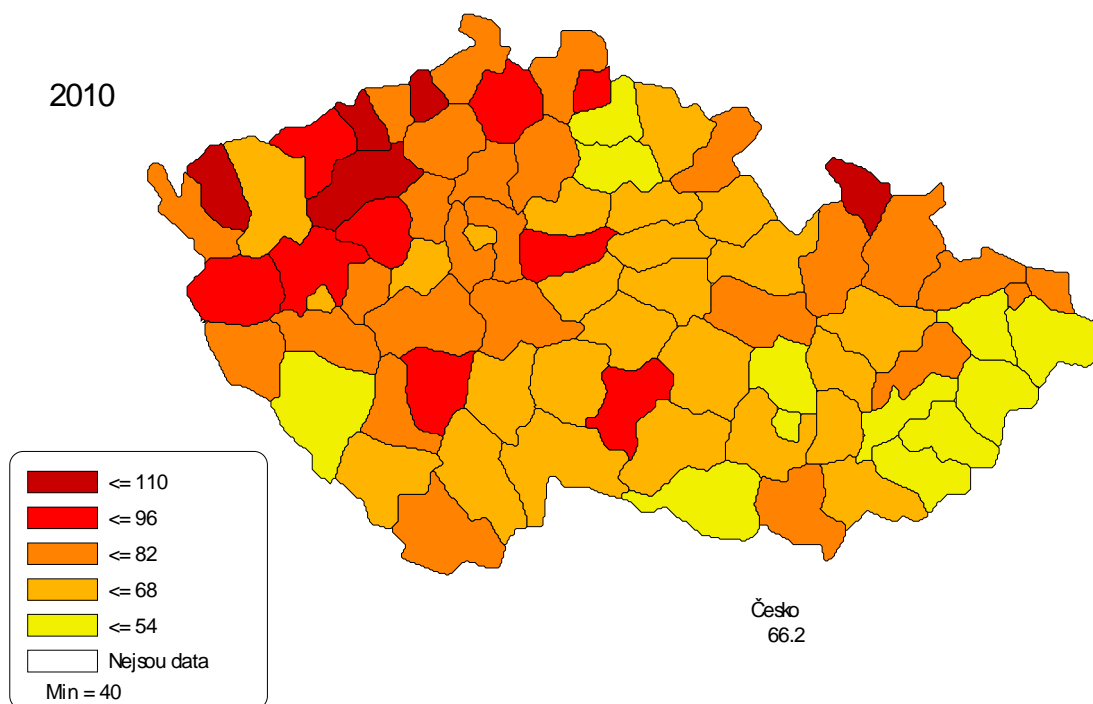 2010
<= 110
<= 96
<= 82
<= 68
<= 54
Nejsou data
Min = 40
Česko
66.2